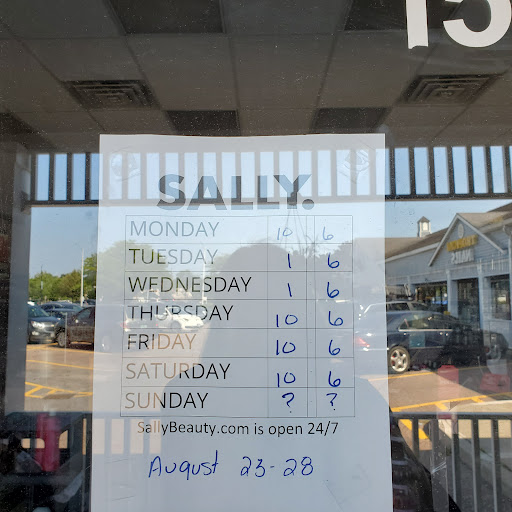 15
SALLY.
MONDAY 10 6
TUESDAY 1 6
WEDNESDAY 1 6
THURSDAY 10 6
FRIDAY 10 6
SATURDAY 10 6
SUNDAY ? ?
SallyBeauty.com is open 24/7
August 23-28